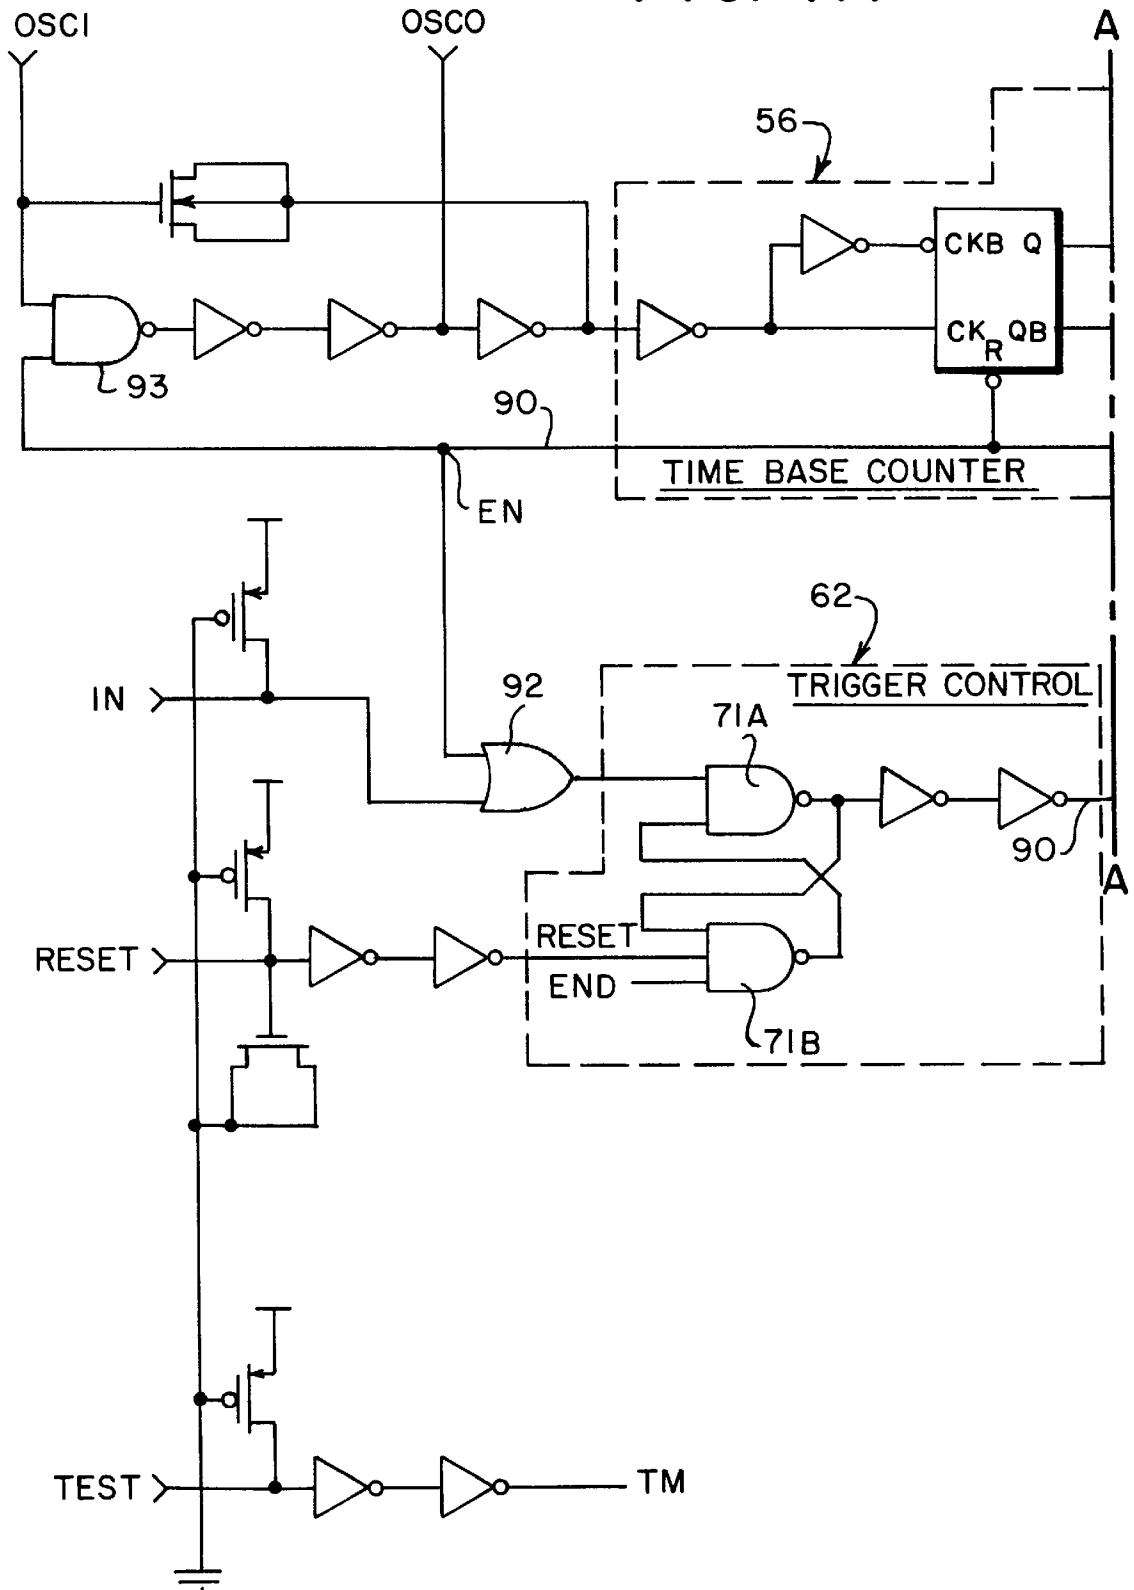 OSCI
OSCO
A
56
CKB Q
CK QB
R
93
90
TIME BASE COUNTER
EN
62
IN
92
TRIGGER CONTROL
71A
90
A
RESET
RESET
END
71B
TEST
TM